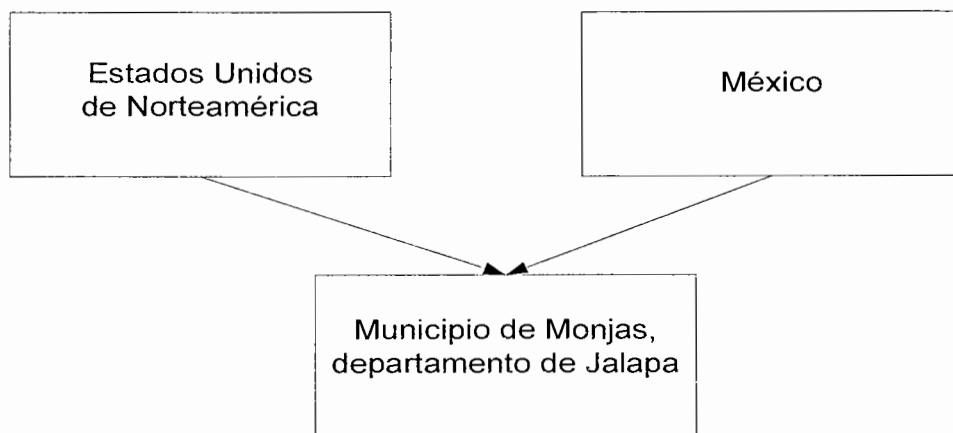 Estados Unidos
de Norteamérica
México
Municipio de Monjas,
departamento de Jalapa